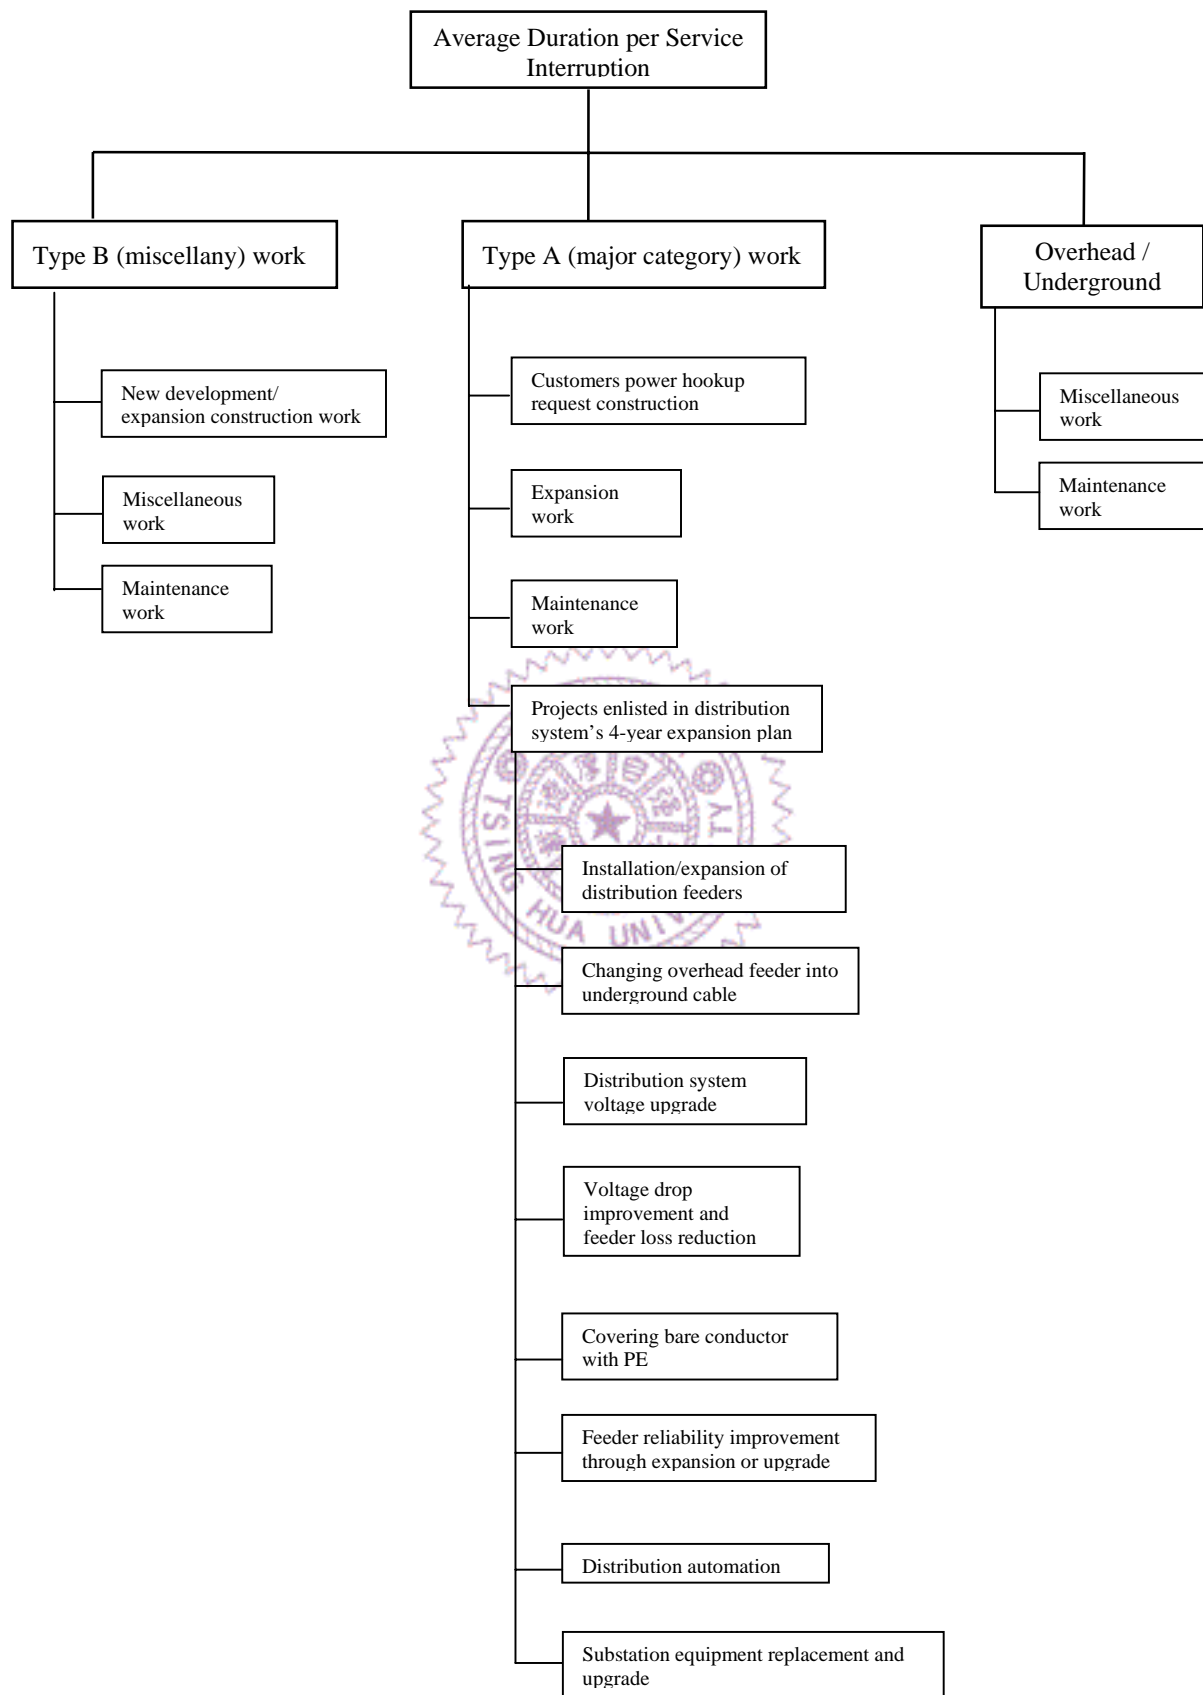 Average Duration per Service
Interruption
Type B (miscellany) work
Type A (major category) work
Overhead /
Underground
New development/
expansion construction work
Miscellaneous
work
Maintenance
work
Customers power hookup
request construction
Expansion
work
Maintenance
work
Projects enlisted in distribution
system's 4-year expansion plan
Installation/expansion of
distribution feeders
Changing overhead feeder into
underground cable
Distribution system
voltage upgrade
Voltage drop
improvement and
feeder loss reduction
Covering bare conductor
with PE
Feeder reliability improvement
through expansion or upgrade
Distribution automation
Substation equipment replacement and
upgrade
Miscellaneous
work
Maintenance
work
TSING HUA UNIV TY